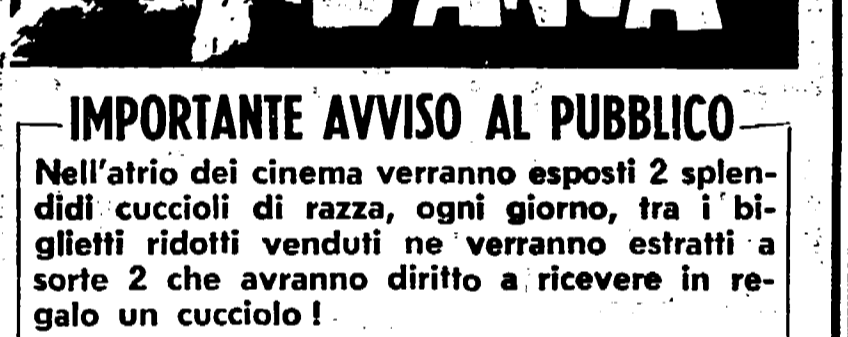 IMPORTANTE AVVISO AL PUBBLICO
Nell'atrio dei cinema verranno esposti 2 splen-
didi cuccioli di razza, ogni giorno, tra i bi-
glietti ridotti venduti ne verranno estratti a
sorte 2 che avranno diritto a ricevere in re-
galo un cucciolo !